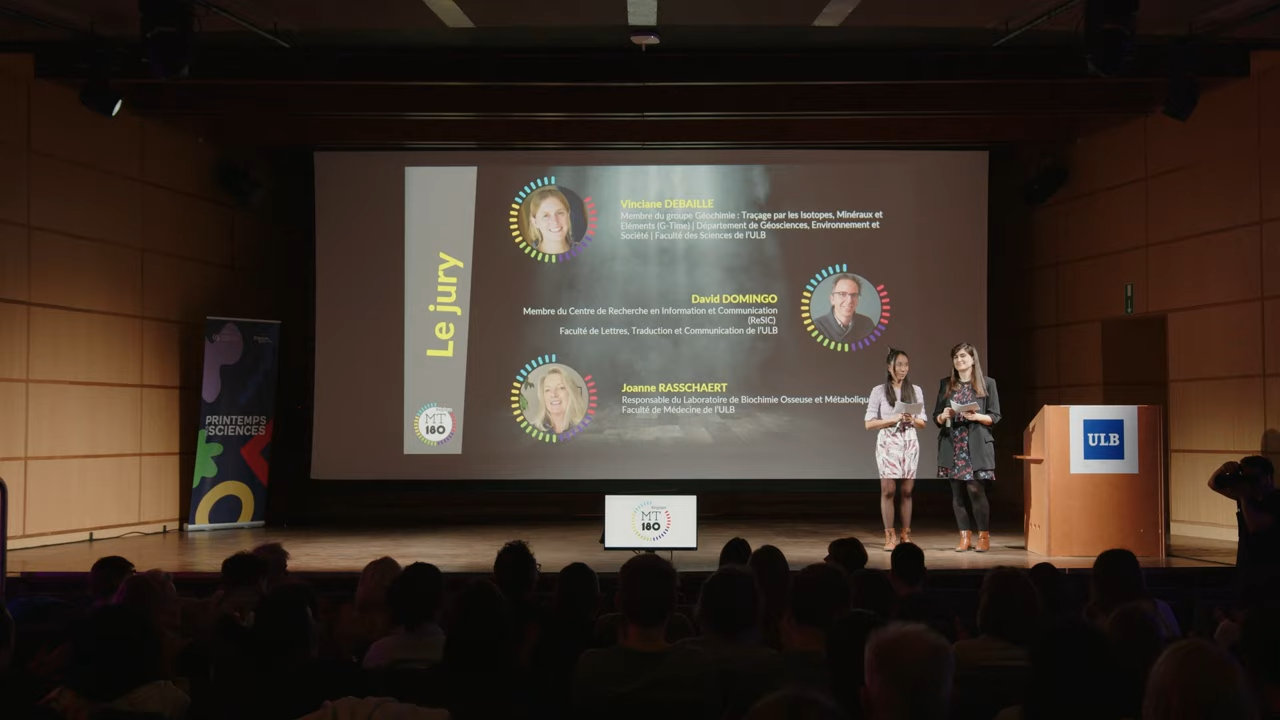 Le jury
Vinciane DEBAILLE
Membre du groupe Géochimie : Traçage par les Isotopes, Minéraux et
Eléments (G-Time) | Département de Géosciences, Environnement et
Société | Faculté des Sciences de l'ULB
David DOMINGO
Membre du Centre de Recherche en Information et Communication
(ReSIC)
Faculté de Lettres, Traduction et Communication de l'ULB
Joanne RASSCHAERT
Responsable du Laboratoire de Biochimie Osseuse et Métabolique
Faculté de Médecine de l'ULB
MT
180
PRINTEMPS
DES SCIENCES
ULB
MT
180